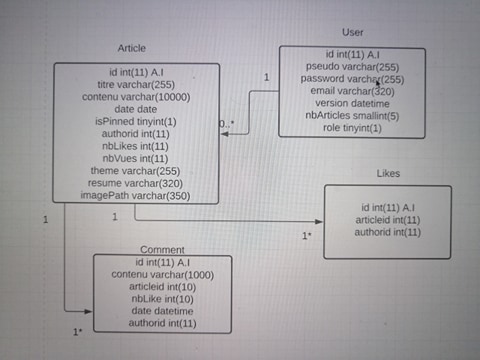 Article
id int(11) A.I
titre varchar(255)
contenu varchar(10000)
date date
isPinned tinyint(1)
authorid int(11)
nbLikes int(11)
nbVues int(11)
theme varchar(255)
resume varchar(320)
imagePath varchar(350)
User
id int(11) A.I
pseudo varchar(255)
password varchar(255)
email varchar(320)
version datetime
nbArticles smallint(5)
role tinyint(1)
1
0..*
Likes
id int(11) A.I
articleid int(11)
authorid int(11)
1
1
1*
Comment
id int(11) A.I
contenu varchar(1000)
articleid int(10)
nbLike int(10)
date datetime
authorid int(11)
1*